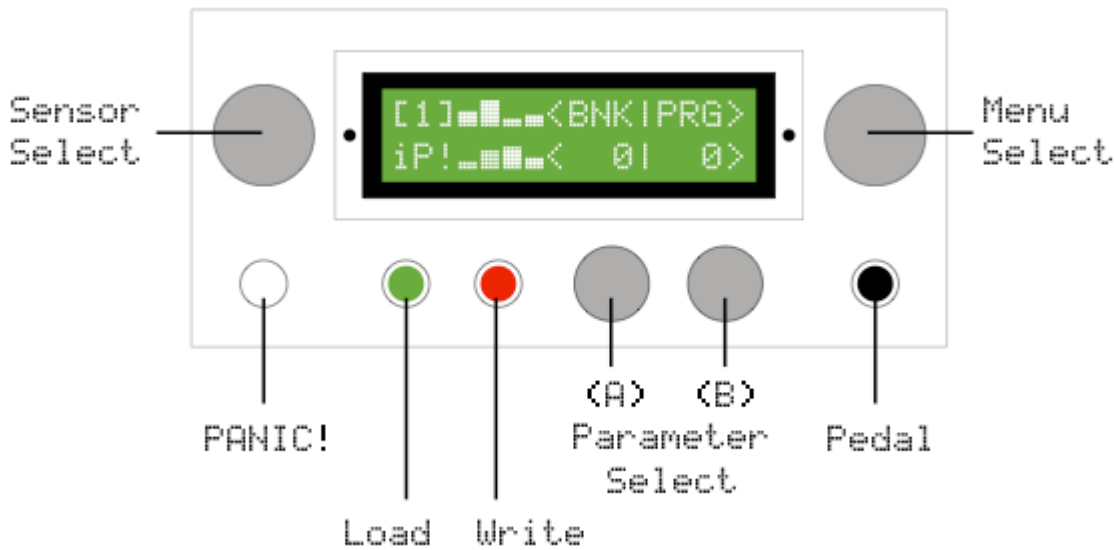 Sensor
Select
[1]<BNK|PRG>
iP!< 0| 0>
Menu
Select
PANIC!
Load
Write
(A)
(B)
Parameter
Select
Pedal